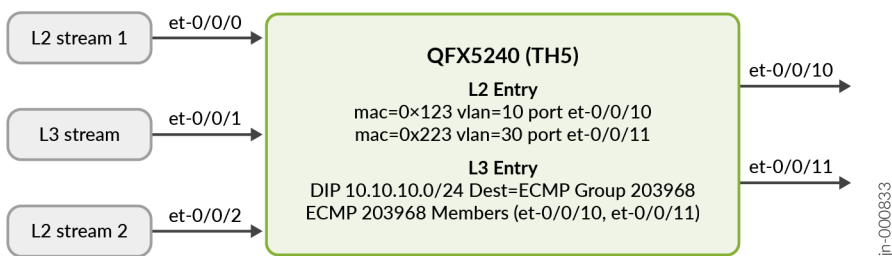 L2 stream 1
et-0/0/0
L3 stream
et-0/0/1
L2 stream 2
et-0/0/2
QFX5240 (TH5)
L2 Entry
mac=0×123 vlan=10 port et-0/0/10
mac=0x223 vlan=30 port et-0/0/11
L3 Entry
DIP 10.10.10.0/24 Dest=ECMP Group 203968
ECMP 203968 Members (et-0/0/10, et-0/0/11)
et-0/0/10
et-0/0/11
jn-000833